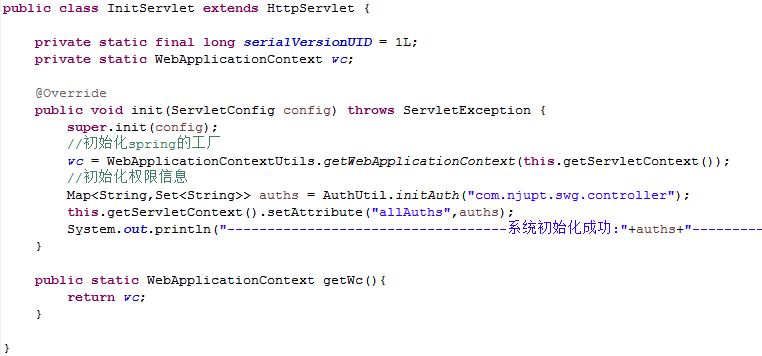 public class InitServlet extends HttpServlet {
private static final long serialVersionUID = 1L;
private static WebApplicationContext wc;
@Override
public void init(ServletConfig config) throws ServletException {
super.init(config);
//初始化spring的工厂
wc = WebApplicationContextUtils.getWebApplicationContext(this.getServletContext());
//初始化权限信息
Map<String,Set<String>> auths = AuthUtil.initAuth("com.njupt.swg.controller");
this.getServletContext().setAttribute("allAuths",auths);
System.out.println("-----------------------------------系统初始化成功:"+auths+"---------
}
public static WebApplicationContext getWc(){
return wc;
}
}